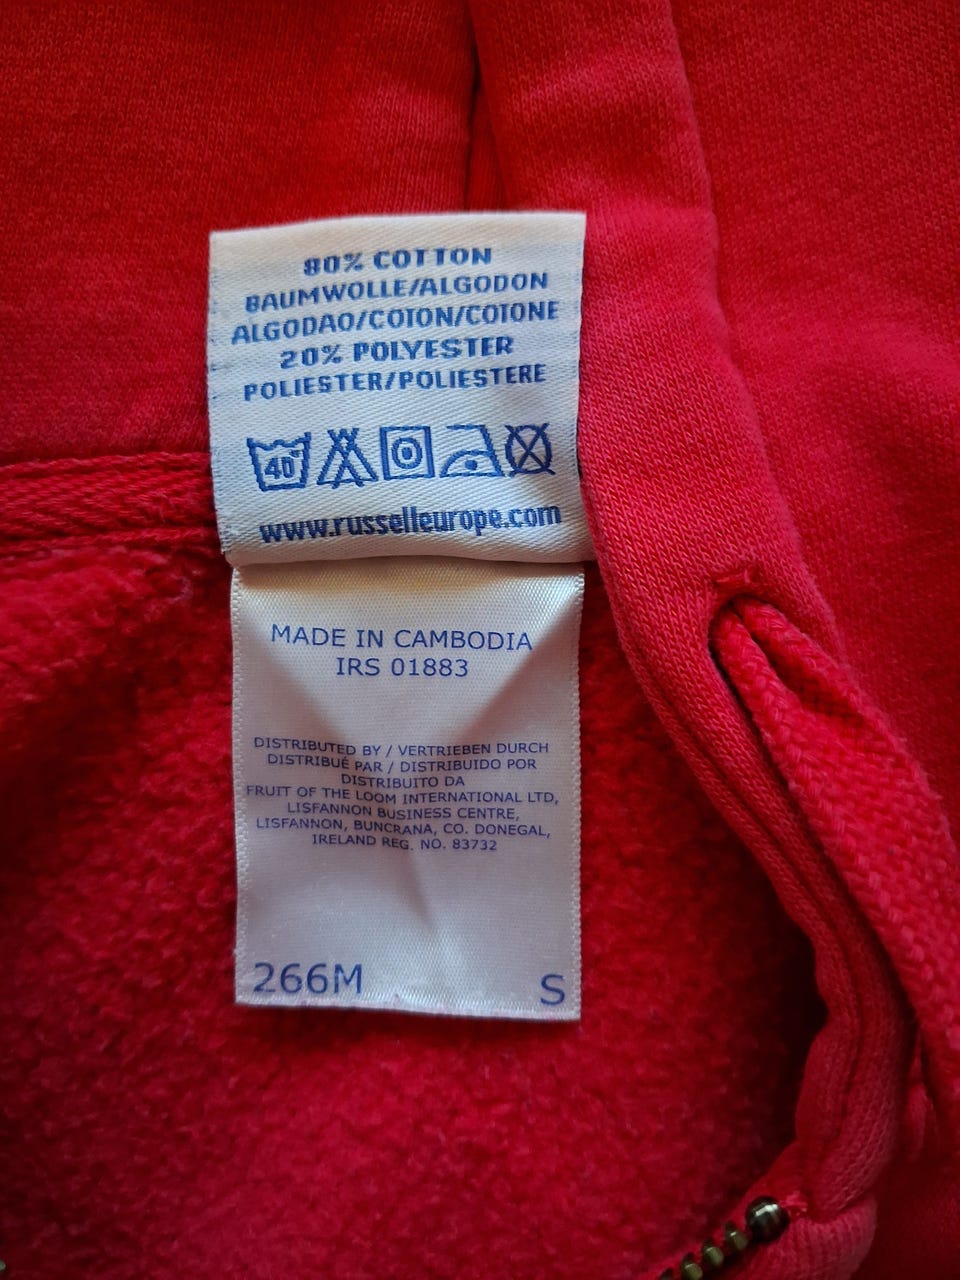 80% COTTON
BAUMWOLLE/ALGODON
ALGODAO/COTON/COTONE
20% POLYESTER
POLIESTER/POLIESTERE
40°
www.russelleurope.com
MADE IN CAMBODIA
IRS 01883
DISTRIBUTED BY / VERTRIEBEN DURCH
DISTRIBUÉ PAR / DISTRIBUIDO POR
DISTRIBUITO DA
FRUIT OF THE LOOM INTERNATIONAL LTD,
LISFANNON BUSINESS CENTRE,
LISFANNON, BUNCRANA, CO. DONEGAL,
IRELAND REG. NO. 83732
266M S